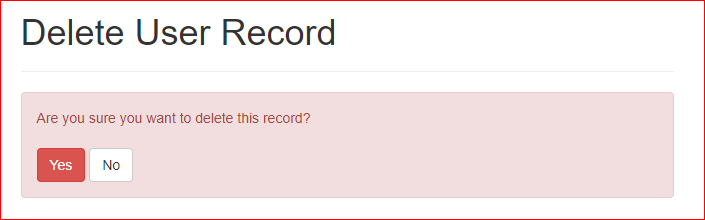 Delete User Record
Are you sure you want to delete this record?
Yes No